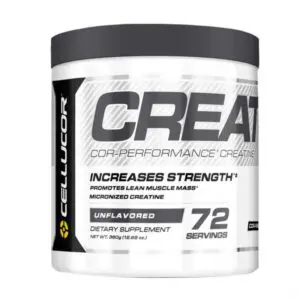 CELLUCOR
CREAT
COR-PERFORMANCE CREATINE
INCREASES STRENGTH
PROMOTES LEAN MUSCLE MASS
MICRONIZED CREATINE
UNFLAVORED
DIETARY SUPPLEMENT
72
SERVINGS